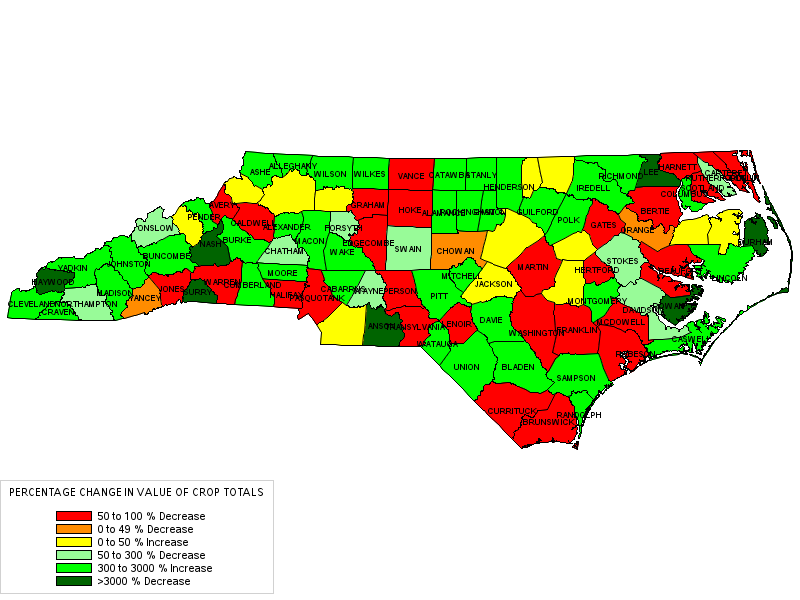 ASHE
ALLEGHANY
WILSON
WILKES
VANCE
CATAWBA
STANLY
HENDERSON
IREDELL
RICHMOND
LEE
HARNETT
SCOTLAND
AVERY
CALDWELL
ALEXANDER
GRAHAM
HOKE
GUILFORD
POLK
GATES
BERTIE
ORANGE
DURHAM
ONSLOW
PENDER
NASH
BURKE
MACON
FORSYTH
EDGECOMBE
WAKE
SWAIN
CHOWAN
CHATHAM
STOKES
BUNCOMBE
JOHNSTON
YADKIN
HAYWOOD
MOORE
MITCHELL
MARTIN
HERTFORD
LINCOLN
CLEVELAND
NORTHAMPTON
CRAVEN
MADISON
YANCEY
JONES
SURRY
WARREN
CUMBERLAND
HALIFAX
PASQUOTANK
CABARRUS
WAYNE
PERSON
PITT
JACKSON
MONTGOMERY
DAVIDSON
ROWAN
ANSON
TRANSYLVANIA
LENOIR
DAVIE
WASHINGTON
FRANKLIN
MCDOWELL
ROBESON
CASWELL
WATAUGA
UNION
BLADEN
SAMPSON
CURRITUCK
BRUNSWICK
RANDOLPH
PERCENTAGE CHANGE IN VALUE OF CROP TOTALS
50 to 100 % Decrease
0 to 49 % Decrease
0 to 50 % Increase
50 to 300 % Decrease
300 to 3000 % Increase
>3000 % Decrease